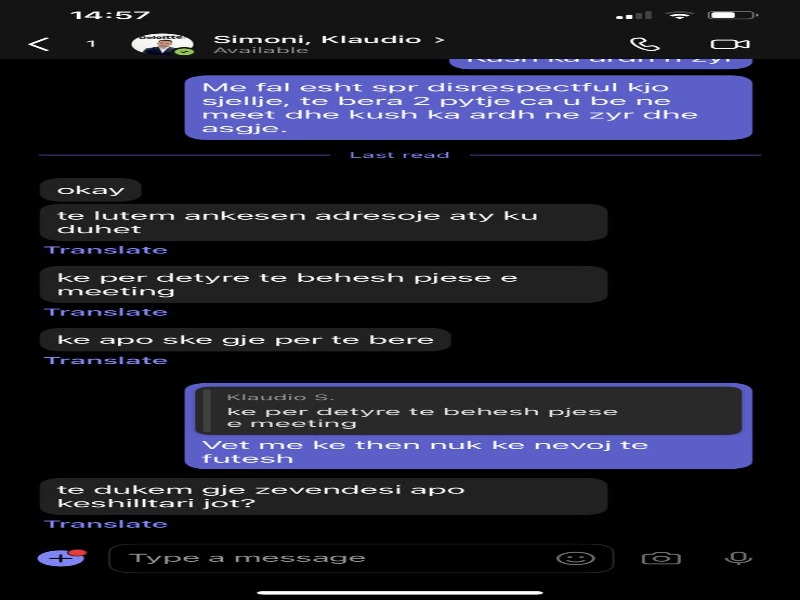 14:57
1
Simoni, Klaudio >
Available
Deloitte.
Kush ka ardh n zyr
Me fal esht spr disrespectful kjo
sjellje, te bera 2 pytje ca u be ne
meet dhe kush ka ardh ne zyr dhe
asgje.
Last read
okay
te lutem ankesen adresoje aty ku
duhet
Translate
ke per detyre te behesh pjese e
meeting
Translate
ke apo ske gje per te bere
Translate
Klaudio S.
ke per detyre te behesh pjese
e meeting
Vet me ke then nuk ke nevoj te
futesh
te dukem gje zevendesi apo
keshilltari jot?
Translate
Type a message